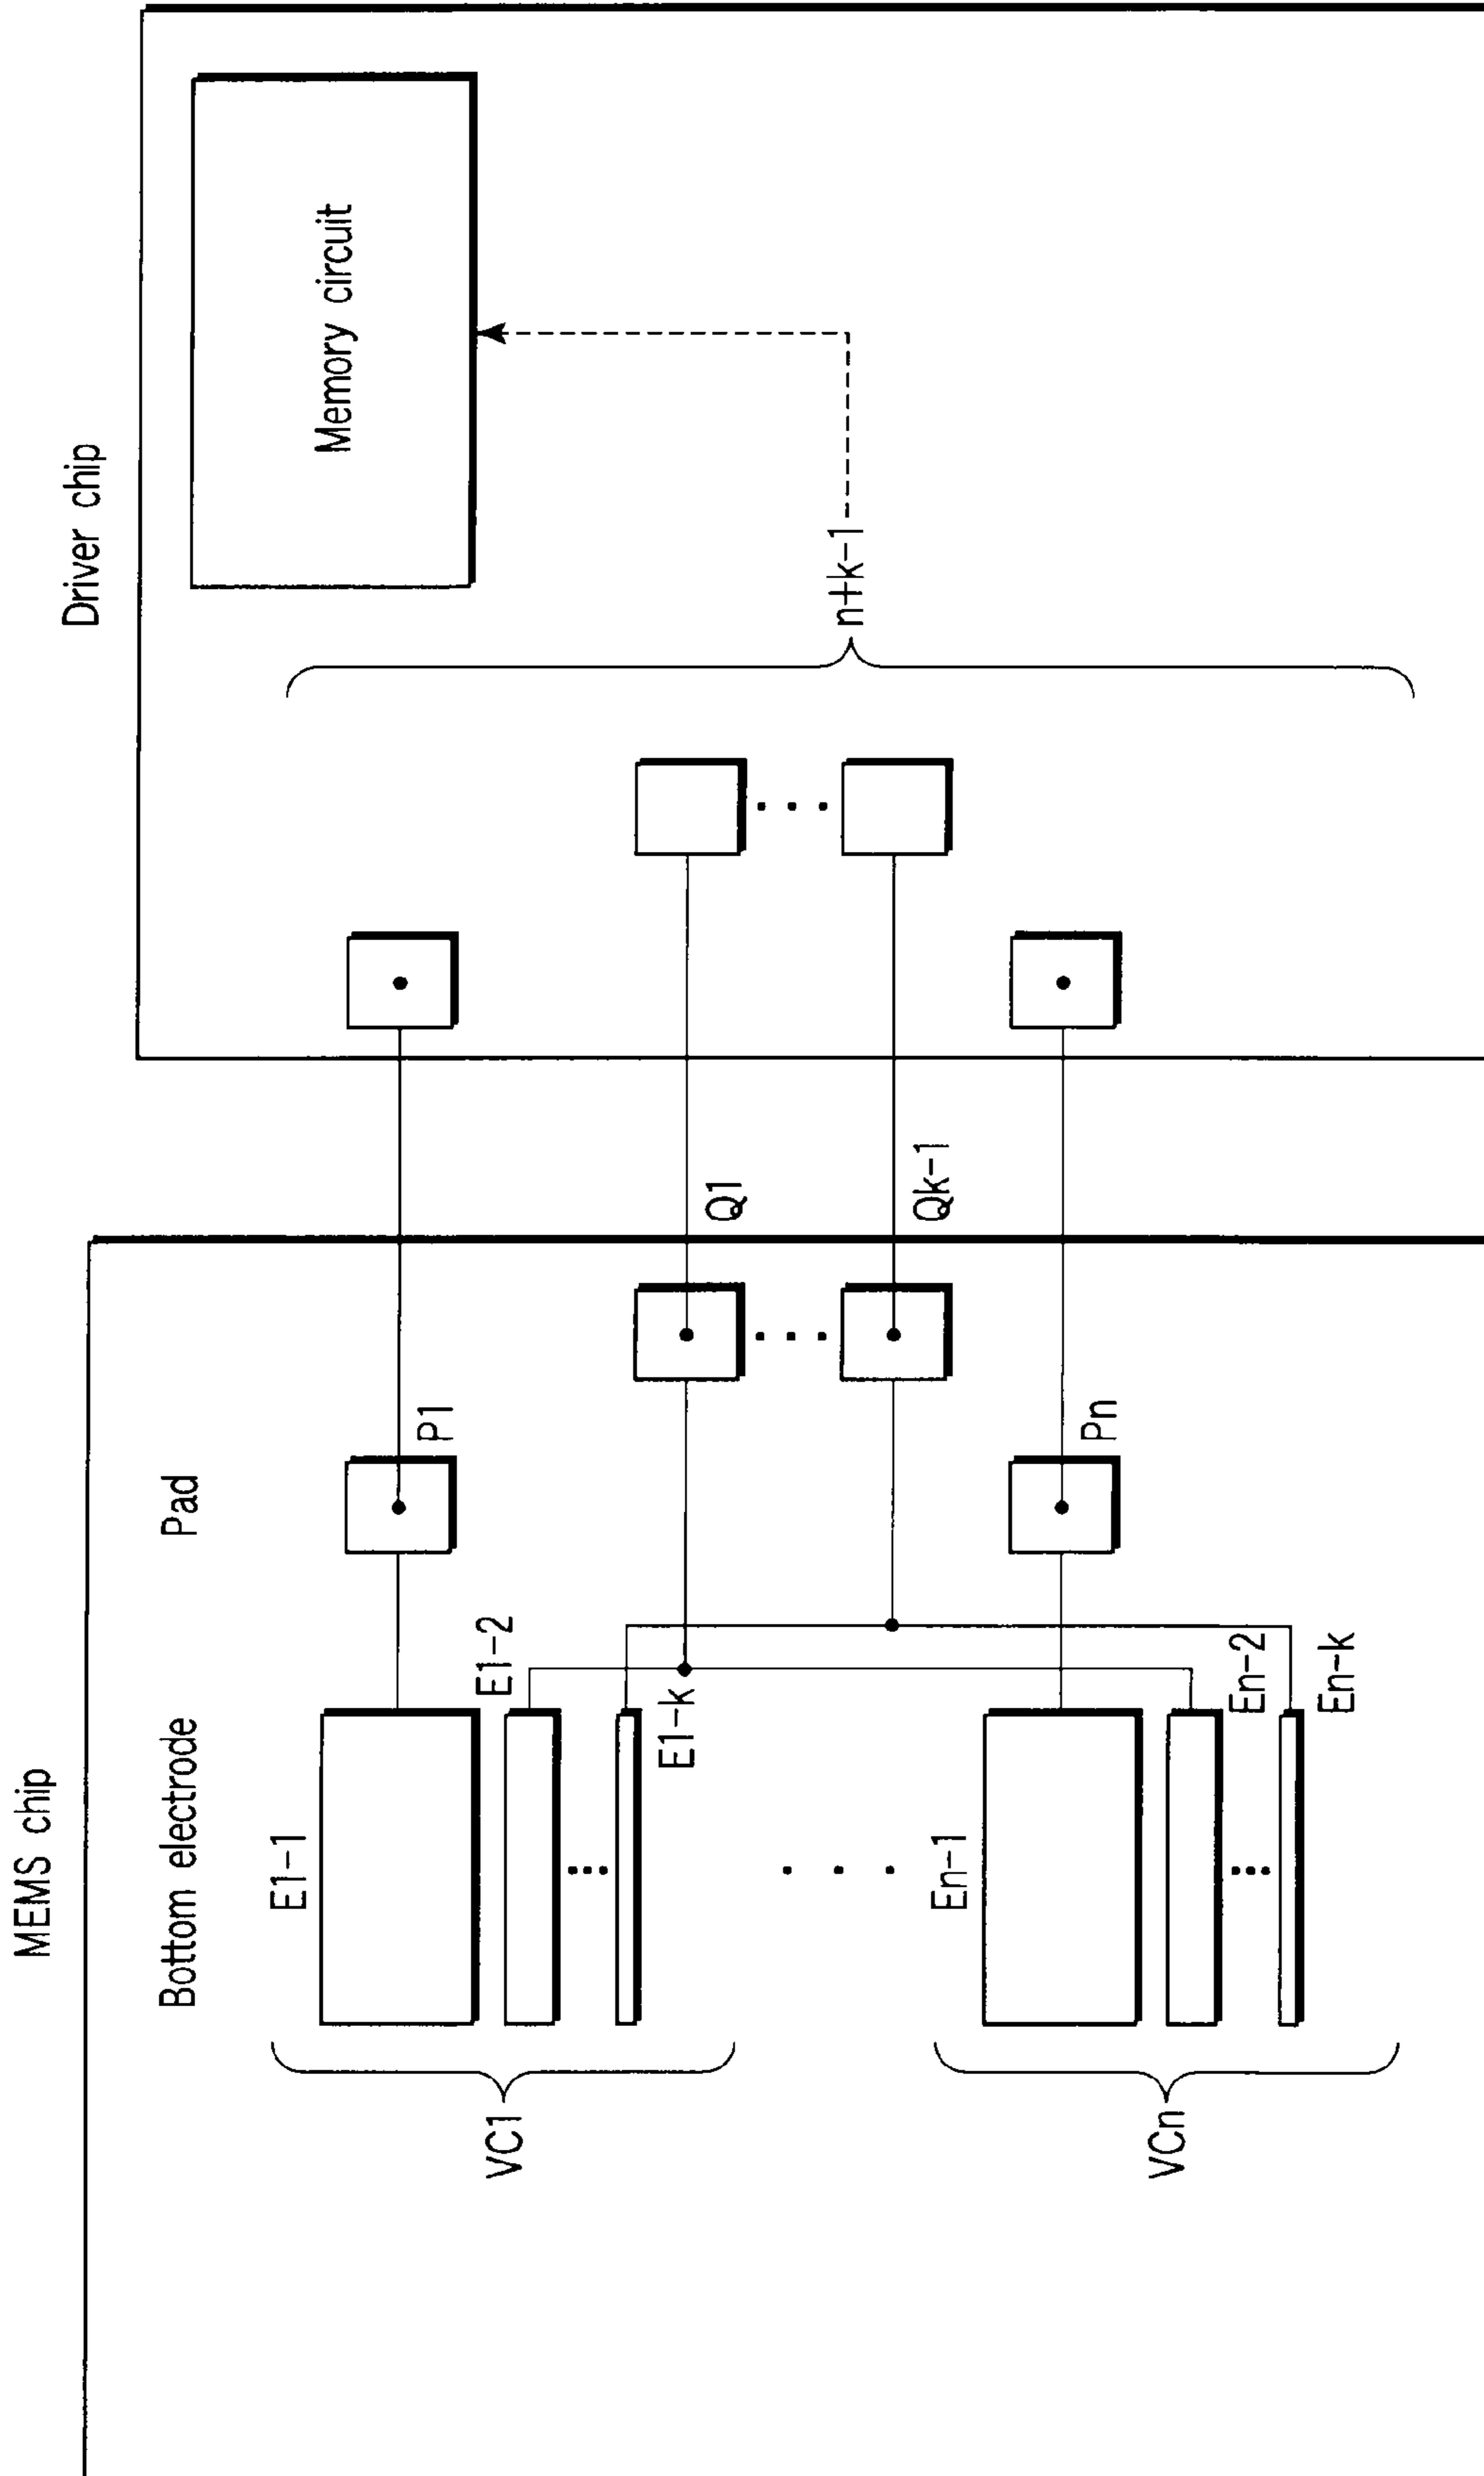 MEMS chip
Driver chip
Bottom electrode
Pad
Memory circuit
E1-1
P1
VC1
E1-2
E1-k
Q1
Qk-1
n+k-1
En-1
Pn
VCn
En-2
En-k